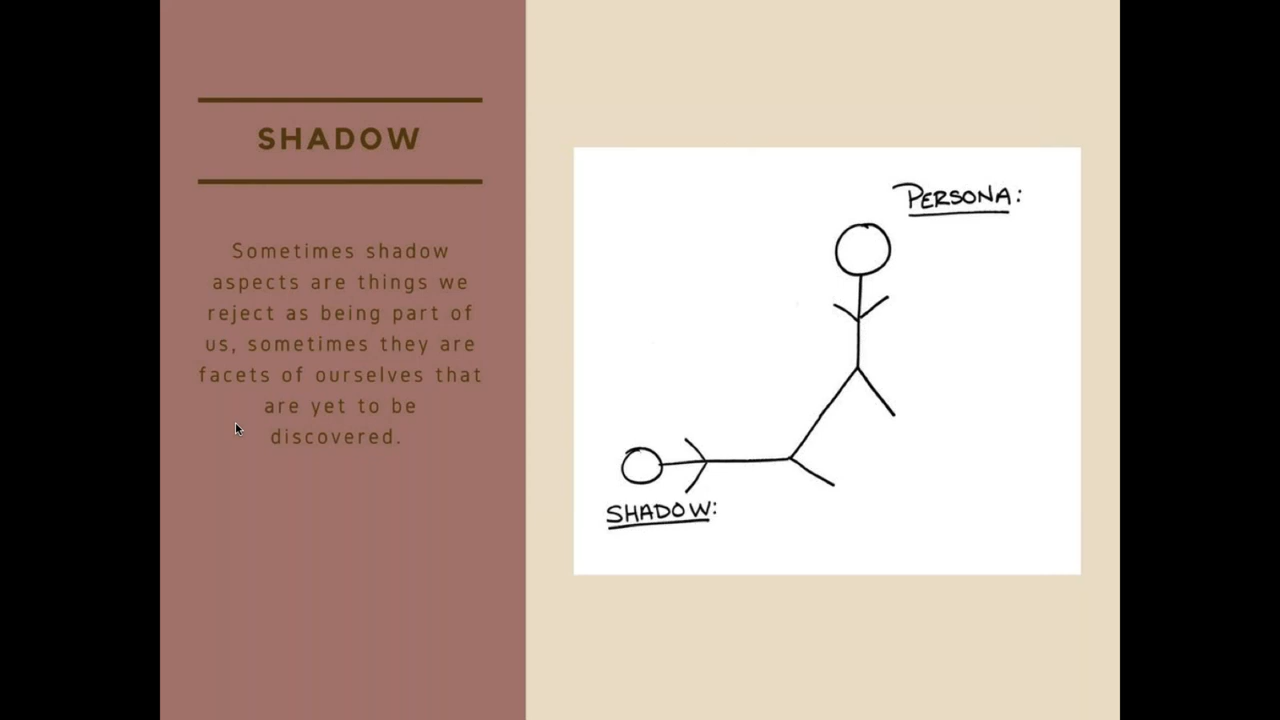 SHADOW
Sometimes shadow
aspects are things we
reject as being part of
us, sometimes they are
facets of ourselves that
are yet to be
discovered.
PERSONA:
SHADOW: